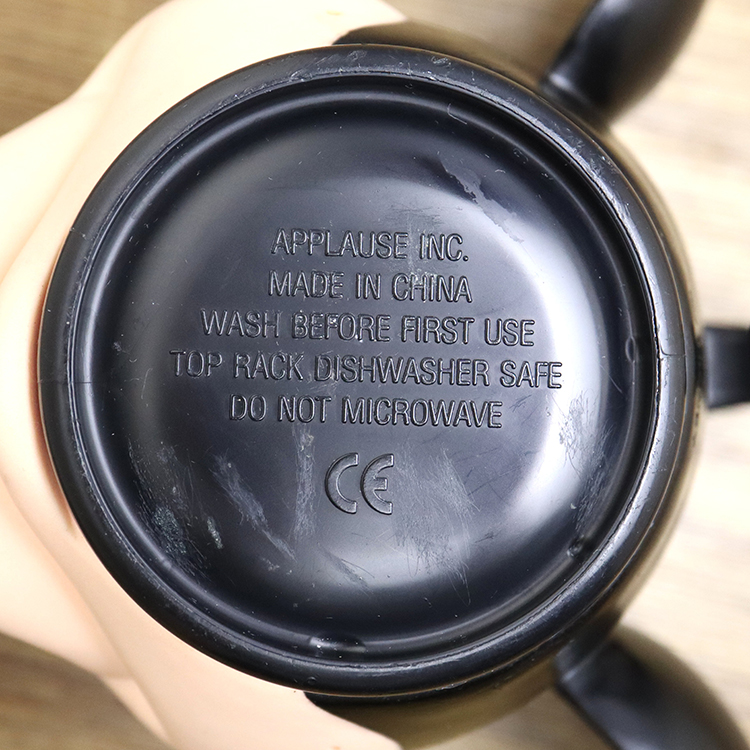 APPLAUSE INC.
MADE IN CHINA
WASH BEFORE FIRST USE
TOP RACK DISHWASHER SAFE
DO NOT MICROWAVE
CE